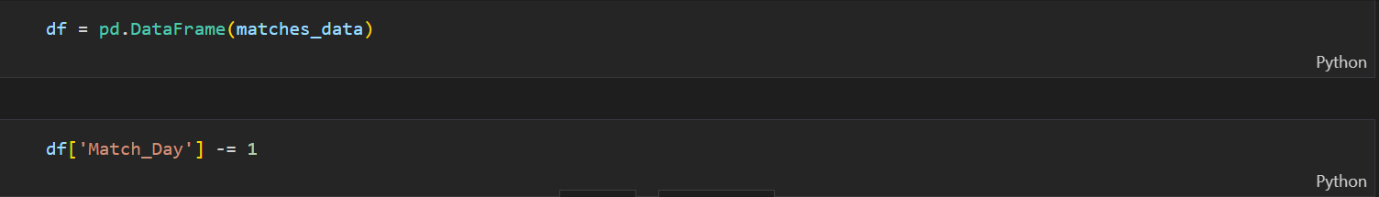 df = pd.DataFrame(matches_data)
Python
df['Match_Day'] -= 1
Python